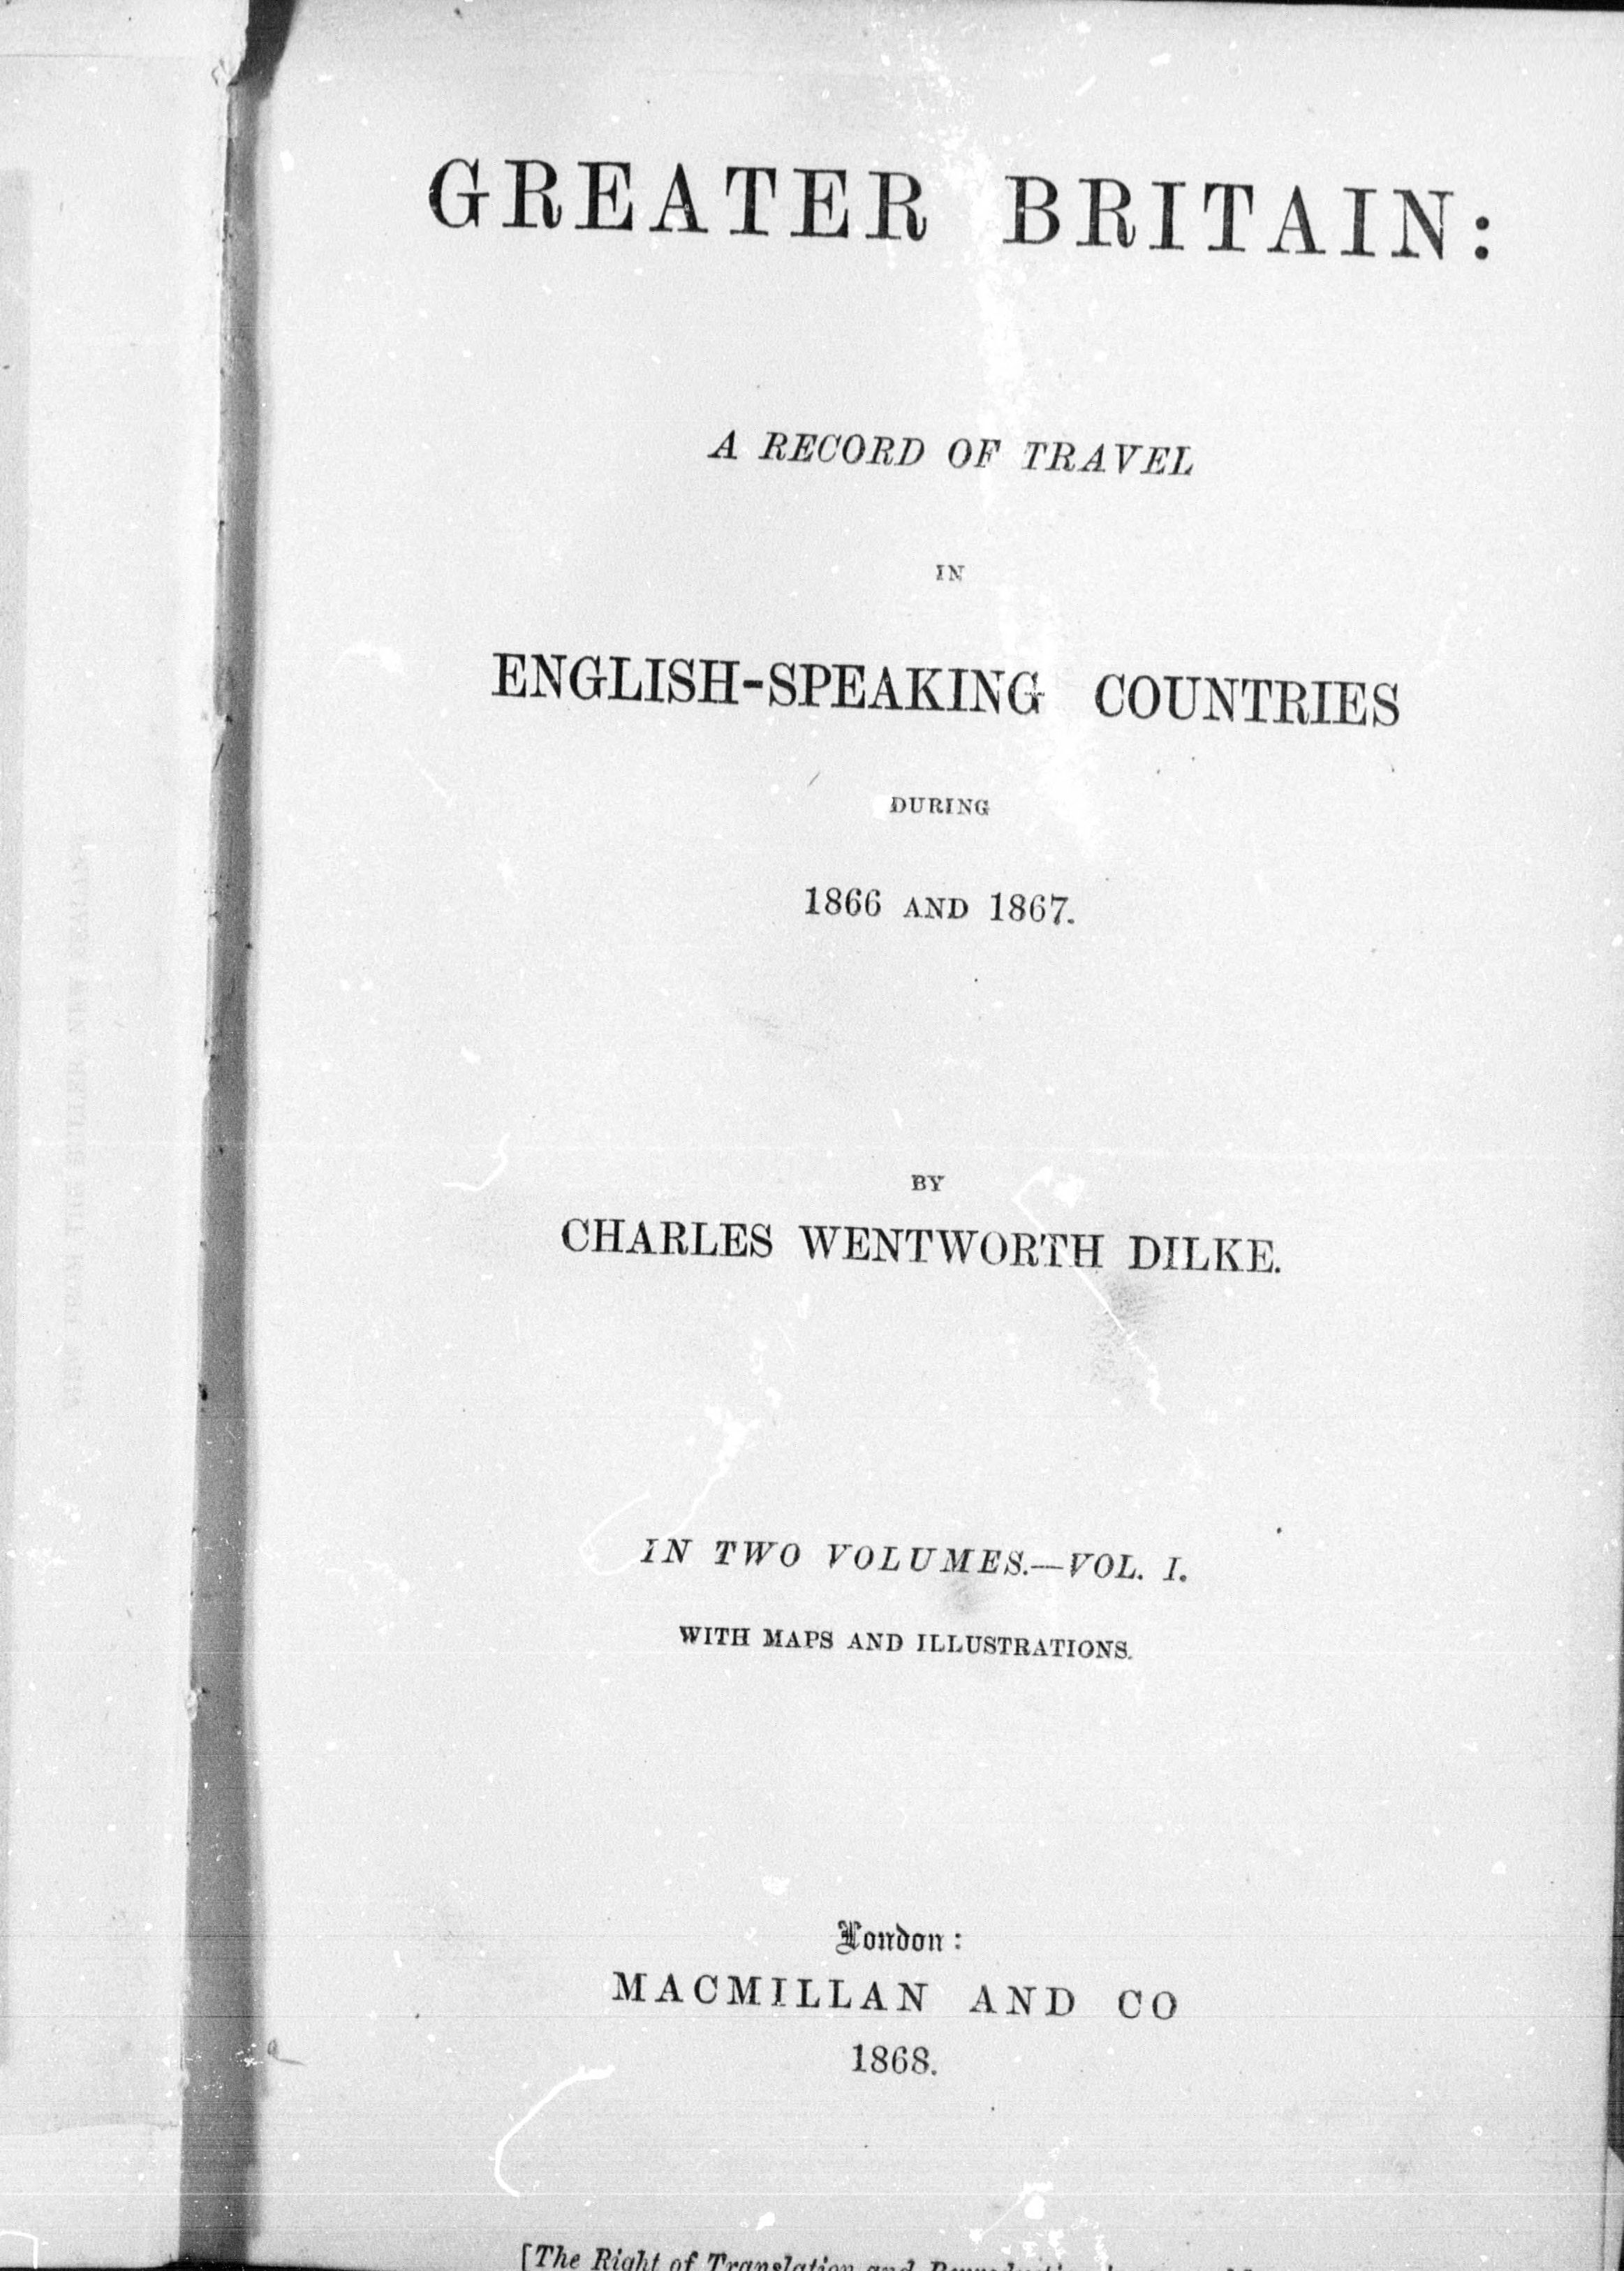 GREATER BRITAIN:
A RECORD OF TRAVEL
IN
ENGLISH-SPEAKING COUNTRIES
DURING
1866 AND 1867.
BY
CHARLES WENTWORTH DILKE.
IN TWO VOLUMES.—VOL. I.
WITH MAPS AND ILLUSTRATIONS.
London:
MACMILLAN AND CO
1868.
[The Right of Translation and